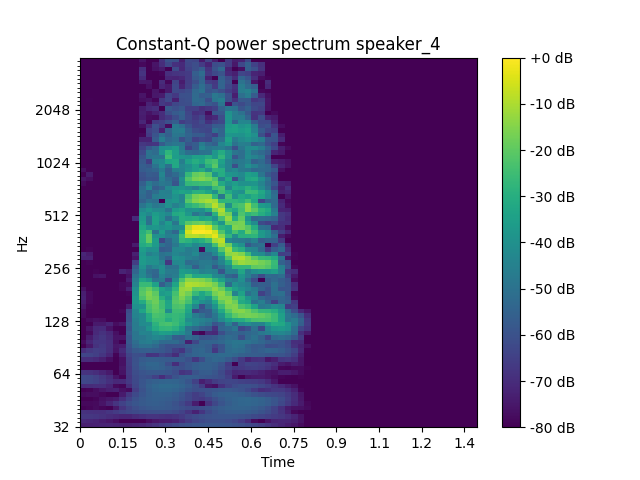 Constant-Q power spectrum speaker_4
+0 dB
-10 dB
-20 dB
-30 dB
-40 dB
-50 dB
-60 dB
-70 dB
-80 dB
2048
1024
512
256
128
64
32
Hz
0 0.15 0.3 0.45 0.6 0.75 0.9 1.1 1.2 1.4
Time